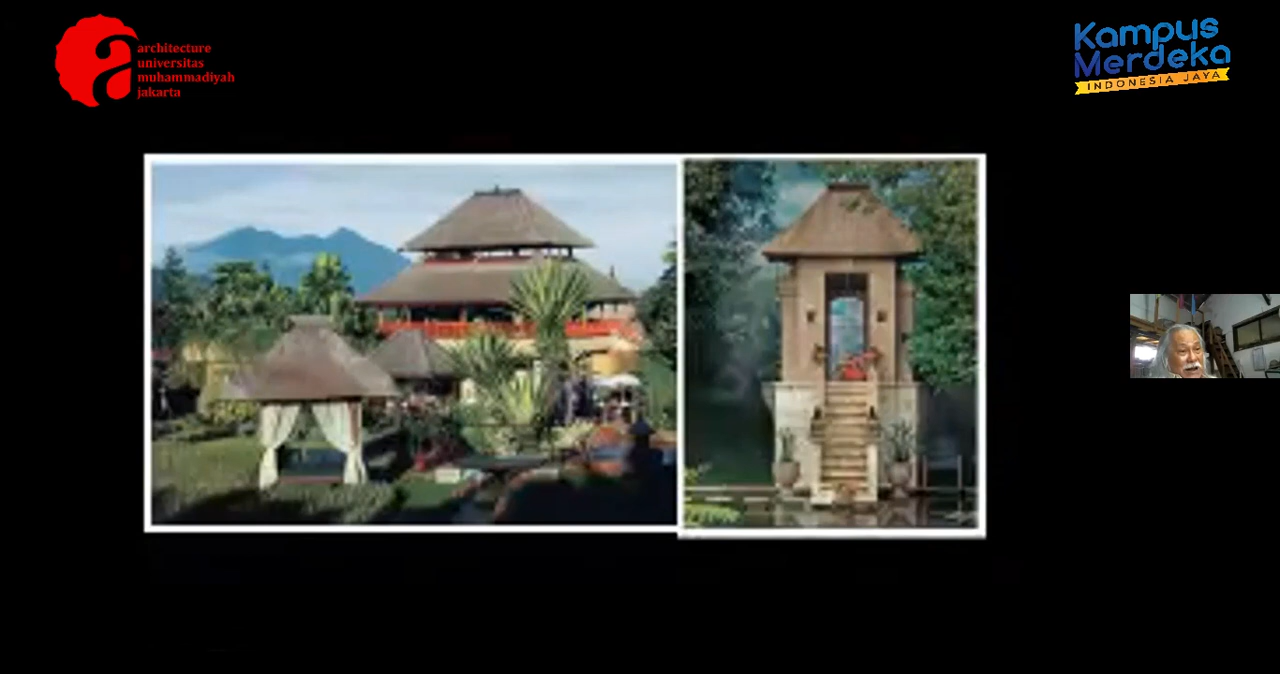 architecture
universitas
muhammadiyah
jakarta
Kampus
Merdeka
INDONESIA JAYA